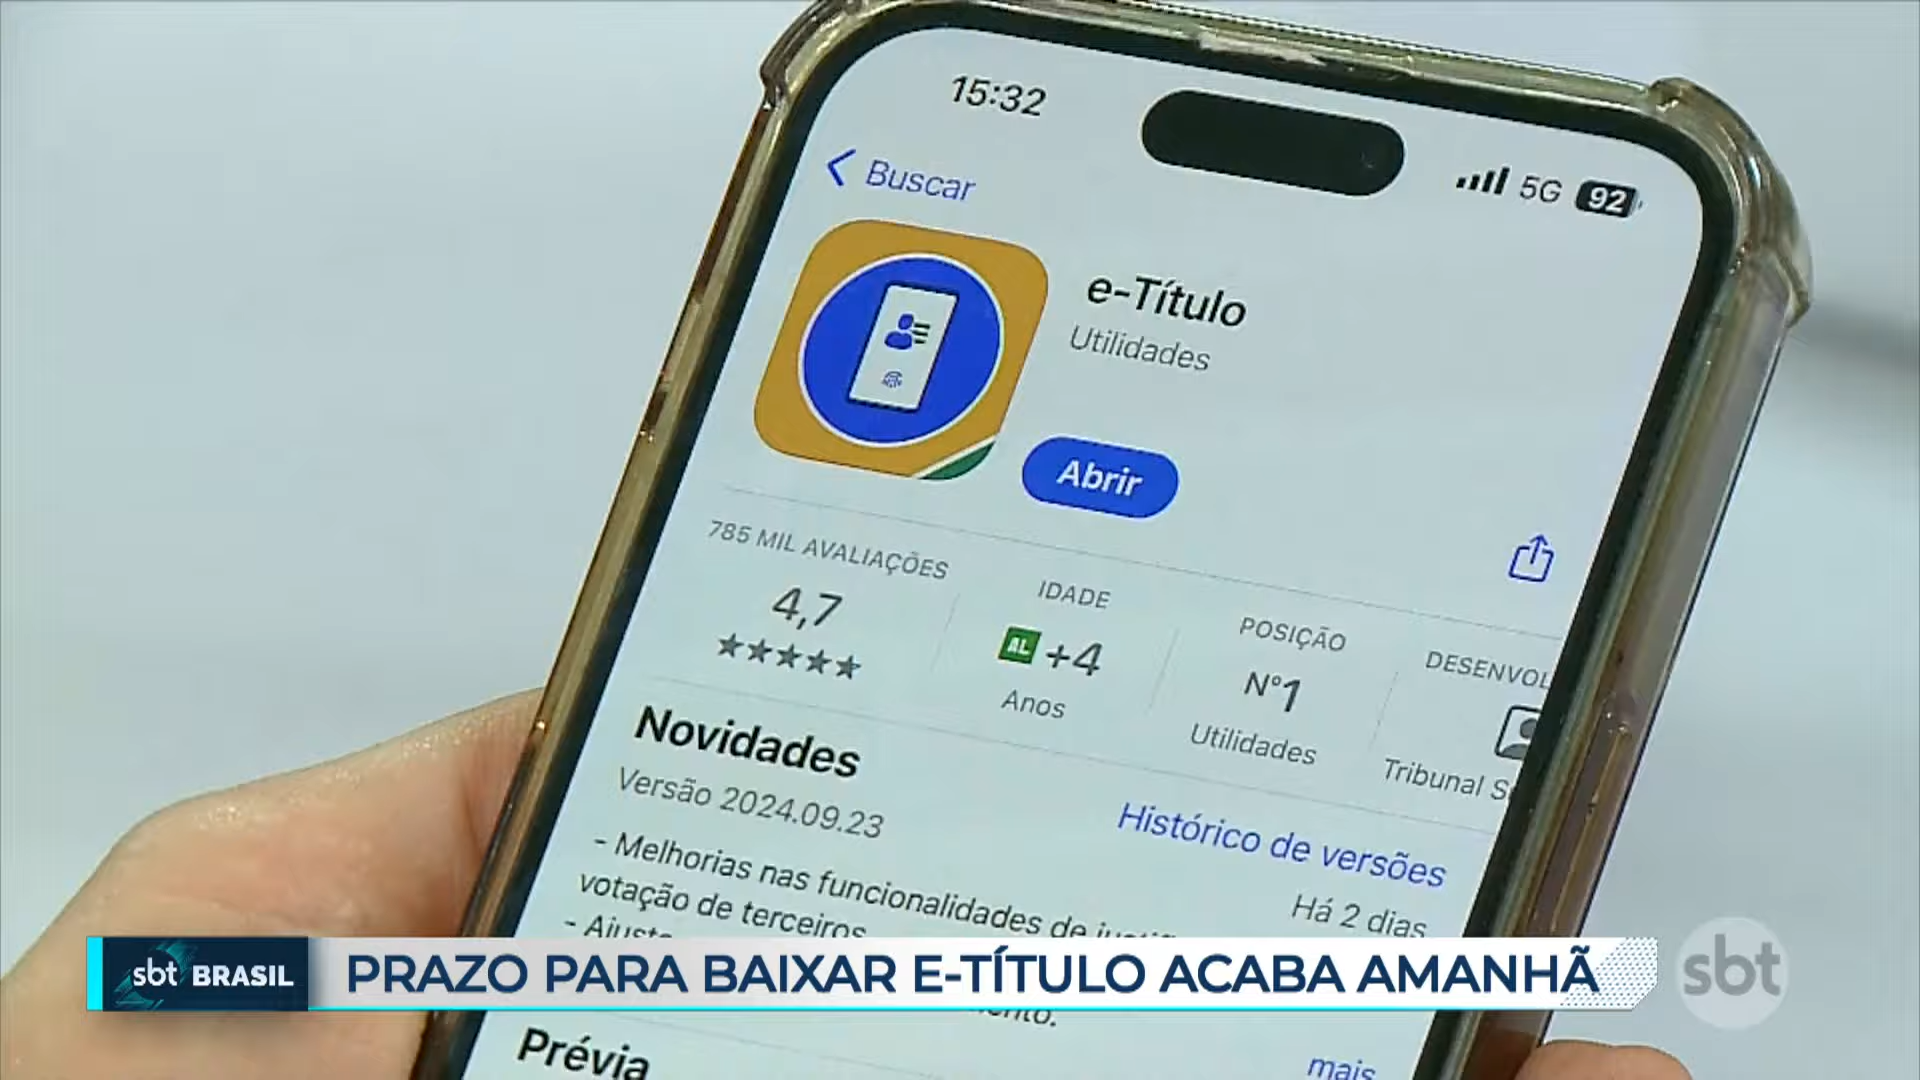 15:32
5G 92
Buscar
e-Título
Utilidades
Abrir
785 MIL AVALIAÇÕES
4,7
★★★★★
IDADE
AL +4
Anos
POSIÇÃO
N°1
Utilidades
DESENVOL
Tribunal S
Novidades
Versão 2024.09.23
Histórico de versões
Há 2 dias
- Melhorias nas funcionalidades de
votação de terceiros
sbt BRASIL
PRAZO PARA BAIXAR E-TÍTULO ACABA AMANHÃ
sbt
Prévia
mais